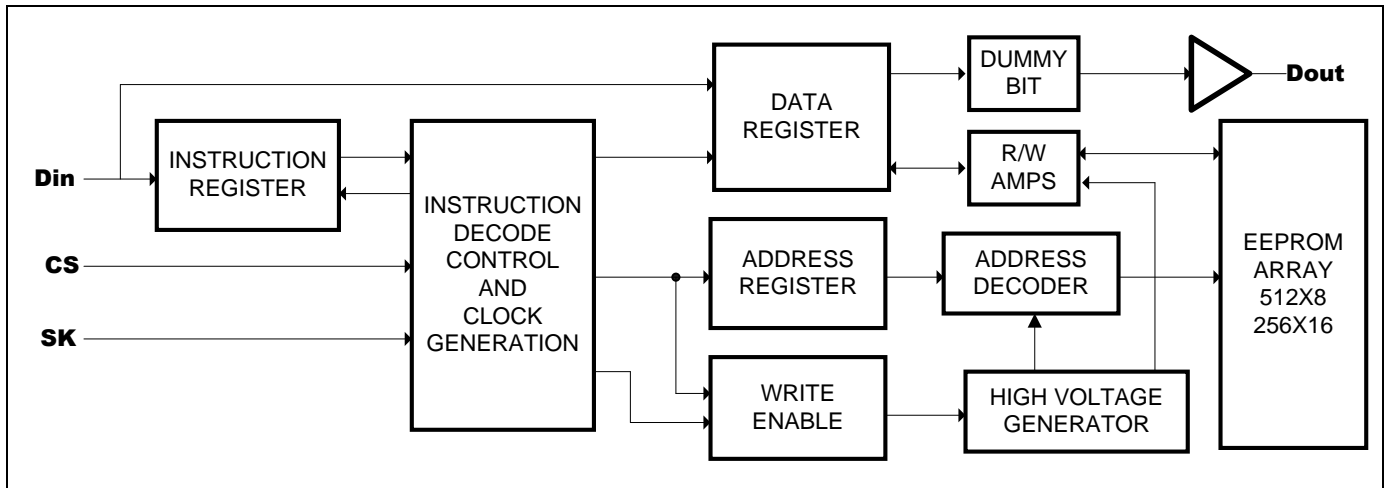 DUMMY
BIT
Dout
DATA
REGISTER
INSTRUCTION
REGISTER
Din
R/W
AMPS
INSTRUCTION
DECODE
CONTROL
AND
CLOCK
GENERATION
CS
ADDRESS
REGISTER
ADDRESS
DECODER
EEPROM
ARRAY
512X8
256X16
SK
WRITE
ENABLE
HIGH VOLTAGE
GENERATOR